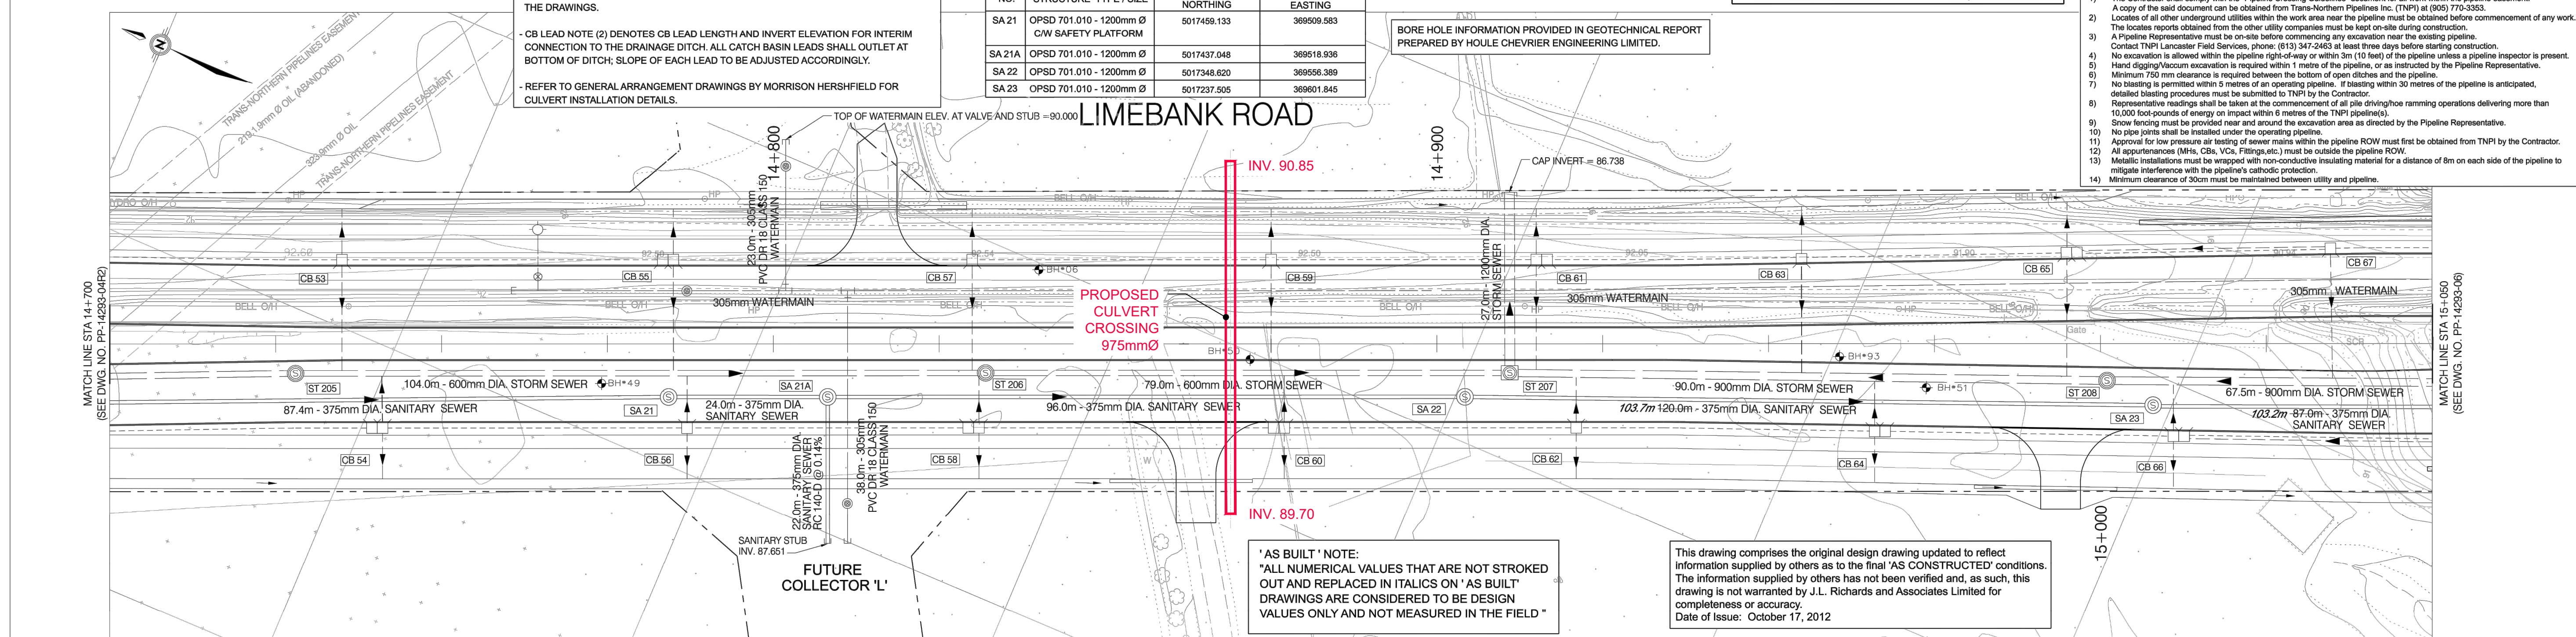 THE DRAWINGS.
- CB LEAD NOTE (2) DENOTES CB LEAD LENGTH AND INVERT ELEVATION FOR INTERIM
CONNECTION TO THE DRAINAGE DITCH. ALL CATCH BASIN LEADS SHALL OUTLET AT
BOTTOM OF DITCH; SLOPE OF EACH LEAD TO BE ADJUSTED ACCORDINGLY.
- REFER TO GENERAL ARRANGEMENT DRAWINGS BY MORRISON HERSHFIELD FOR
CULVERT INSTALLATION DETAILS.
NO. STRUCTURE TYPE / SIZE NORTHING EASTING
SA 21 OPSD 701.010 - 1200mm Ø 5017459.133 369509.583
C/W SAFETY PLATFORM
SA 21A OPSD 701.010 - 1200mm Ø 5017437.048 369518.936
SA 22 OPSD 701.010 - 1200mm Ø 5017348.620 369556.389
SA 23 OPSD 701.010 - 1200mm Ø 5017237.505 369601.845
BORE HOLE INFORMATION PROVIDED IN GEOTECHNICAL REPORT
PREPARED BY HOULE CHEVRIER ENGINEERING LIMITED.
A copy of the said document can be obtained from Trans-Northern Pipelines Inc. (TNPI) at (905) 770-3353.
2) Locates of all other underground utilities within the work area near the pipeline must be obtained before commencement of any work.
The locates reports obtained from the other utility companies must be kept on-site during construction.
3) A Pipeline Representative must be on-site before commencing any excavation near the existing pipeline.
Contact TNPI Lancaster Field Services, phone: (613) 347-2463 at least three days before starting construction.
4) No excavation is allowed within the pipeline right-of-way or within 3m (10 feet) of the pipeline unless a pipeline inspector is present.
5) Hand digging/Vaccum excavation is required within 1 metre of the pipeline, or as instructed by the Pipeline Representative.
6) Minimum 750 mm clearance is required between the bottom of open ditches and the pipeline.
7) No blasting is permitted within 5 metres of an operating pipeline. If blasting within 30 metres of the pipeline is anticipated,
detailed blasting procedures must be submitted to TNPI by the Contractor.
8) Representative readings shall be taken at the commencement of all pile driving/hoe ramming operations delivering more than
10,000 foot-pounds of energy on impact within 6 metres of the TNPI pipeline(s).
9) Snow fencing must be provided near and around the excavation area as directed by the Pipeline Representative.
10) No pipe joints shall be installed under the operating pipeline.
11) Approval for low pressure air testing of sewer mains within the pipeline ROW must first be obtained from TNPI by the Contractor.
12) All appurtenances (MHs, CBs, VCs, Fittings,etc.) must be outside the pipeline ROW.
13) Metallic installations must be wrapped with non-conductive insulating material for a distance of 8m on each side of the pipeline to
mitigate interference with the pipeline's cathodic protection.
14) Minimum clearance of 30cm must be maintained between utility and pipeline.
N
TRANS-NORTHERN PIPELINES EASEMENT
219.1.9mm Ø OIL (ABANDONED)
323.9mm Ø OIL
TRANS-NORTHERN PIPELINES EASEMENT
LIMEBANK ROAD
TOP OF WATERMAIN ELEV. AT VALVE AND STUB =90.000
14+800
14+900
15+000
CAP INVERT = 86.738
INV. 90.85
PROPOSED
CULVERT
CROSSING
975mmØ
INV. 89.70
23.0m - 305mm
PVC DR 18 CLASS 150
WATERMAIN
27.0m - 1200mm DIA.
STORM SEWER
HYDRO O/H
HP
HP
BELL O/H
HP
HP
BELL O/H
HP
92.60
92.54
92.50
92.05
91.90
CB 53
CB 55
CB 57
CB 59
CB 61
CB 63
CB 65
CB 67
BH*06
BELL O/H
BELL O/H
BELL O/H
BELL O/H
BELL O/H
HP
HP
HP
305mm WATERMAIN
305mm WATERMAIN
305mm WATERMAIN
Gate
SCR
BH*50
BH*93
BH*49
BH*51
ST 205
ST 206
ST 207
ST 208
104.0m - 600mm DIA. STORM SEWER
79.0m - 600mm DIA. STORM SEWER
90.0m - 900mm DIA. STORM SEWER
67.5m - 900mm DIA. STORM SEWER
87.4m - 375mm DIA. SANITARY SEWER
SA 21
24.0m - 375mm DIA.
SANITARY SEWER
SA 21A
96.0m - 375mm DIA. SANITARY SEWER
SA 22
103.7m 120.0m - 375mm DIA. SANITARY SEWER
SA 23
103.2m 87.0m - 375mm DIA.
SANITARY SEWER
CB 54
CB 56
CB 58
CB 60
CB 62
CB 64
CB 66
W
22.0m - 375mm DIA.
SANITARY SEWER
RC 140-D @ 0.14%
38.0m - 305mm
PVC DR 18 CLASS 150
WATERMAIN
SANITARY STUB
INV. 87.651
FUTURE
COLLECTOR 'L'
MATCH LINE STA 14+700
(SEE DWG. NO. PP-14293-04R2)
MATCH LINE STA 15+050
(SEE DWG. NO. PP-14293-06)
' AS BUILT ' NOTE:
"ALL NUMERICAL VALUES THAT ARE NOT STROKED
OUT AND REPLACED IN ITALICS ON ' AS BUILT'
DRAWINGS ARE CONSIDERED TO BE DESIGN
VALUES ONLY AND NOT MEASURED IN THE FIELD "
This drawing comprises the original design drawing updated to reflect
information supplied by others as to the final 'AS CONSTRUCTED' conditions.
The information supplied by others has not been verified and, as such, this
drawing is not warranted by J.L. Richards and Associates Limited for
completeness or accuracy.
Date of Issue: October 17, 2012